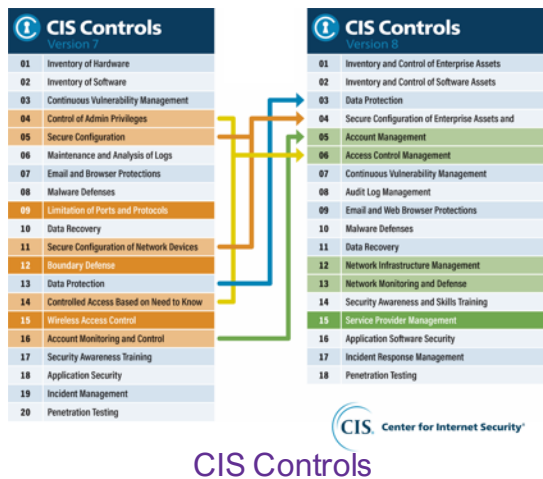 CIS Controls
Version 7
01 Inventory of Hardware
02 Inventory of Software
03 Continuous Vulnerability Management
04 Control of Admin Privileges
05 Secure Configuration
06 Maintenance and Analysis of Logs
07 Email and Browser Protections
08 Malware Defenses
09 Limitation of Ports and Protocols
10 Data Recovery
11 Secure Configuration of Network Devices
12 Boundary Defense
13 Data Protection
14 Controlled Access Based on Need to Know
15 Wireless Access Control
16 Account Monitoring and Control
17 Security Awareness Training
18 Application Security
19 Incident Management
20 Penetration Testing
CIS Controls
Version 8
01 Inventory and Control of Enterprise Assets
02 Inventory and Control of Software Assets
03 Data Protection
04 Secure Configuration of Enterprise Assets and
05 Account Management
06 Access Control Management
07 Continuous Vulnerability Management
08 Audit Log Management
09 Email and Web Browser Protections
10 Malware Defenses
11 Data Recovery
12 Network Infrastructure Management
13 Network Monitoring and Defense
14 Security Awareness and Skills Training
15 Service Provider Management
16 Application Software Security
17 Incident Response Management
18 Penetration Testing
CIS. Center for Internet Security®
CIS Controls